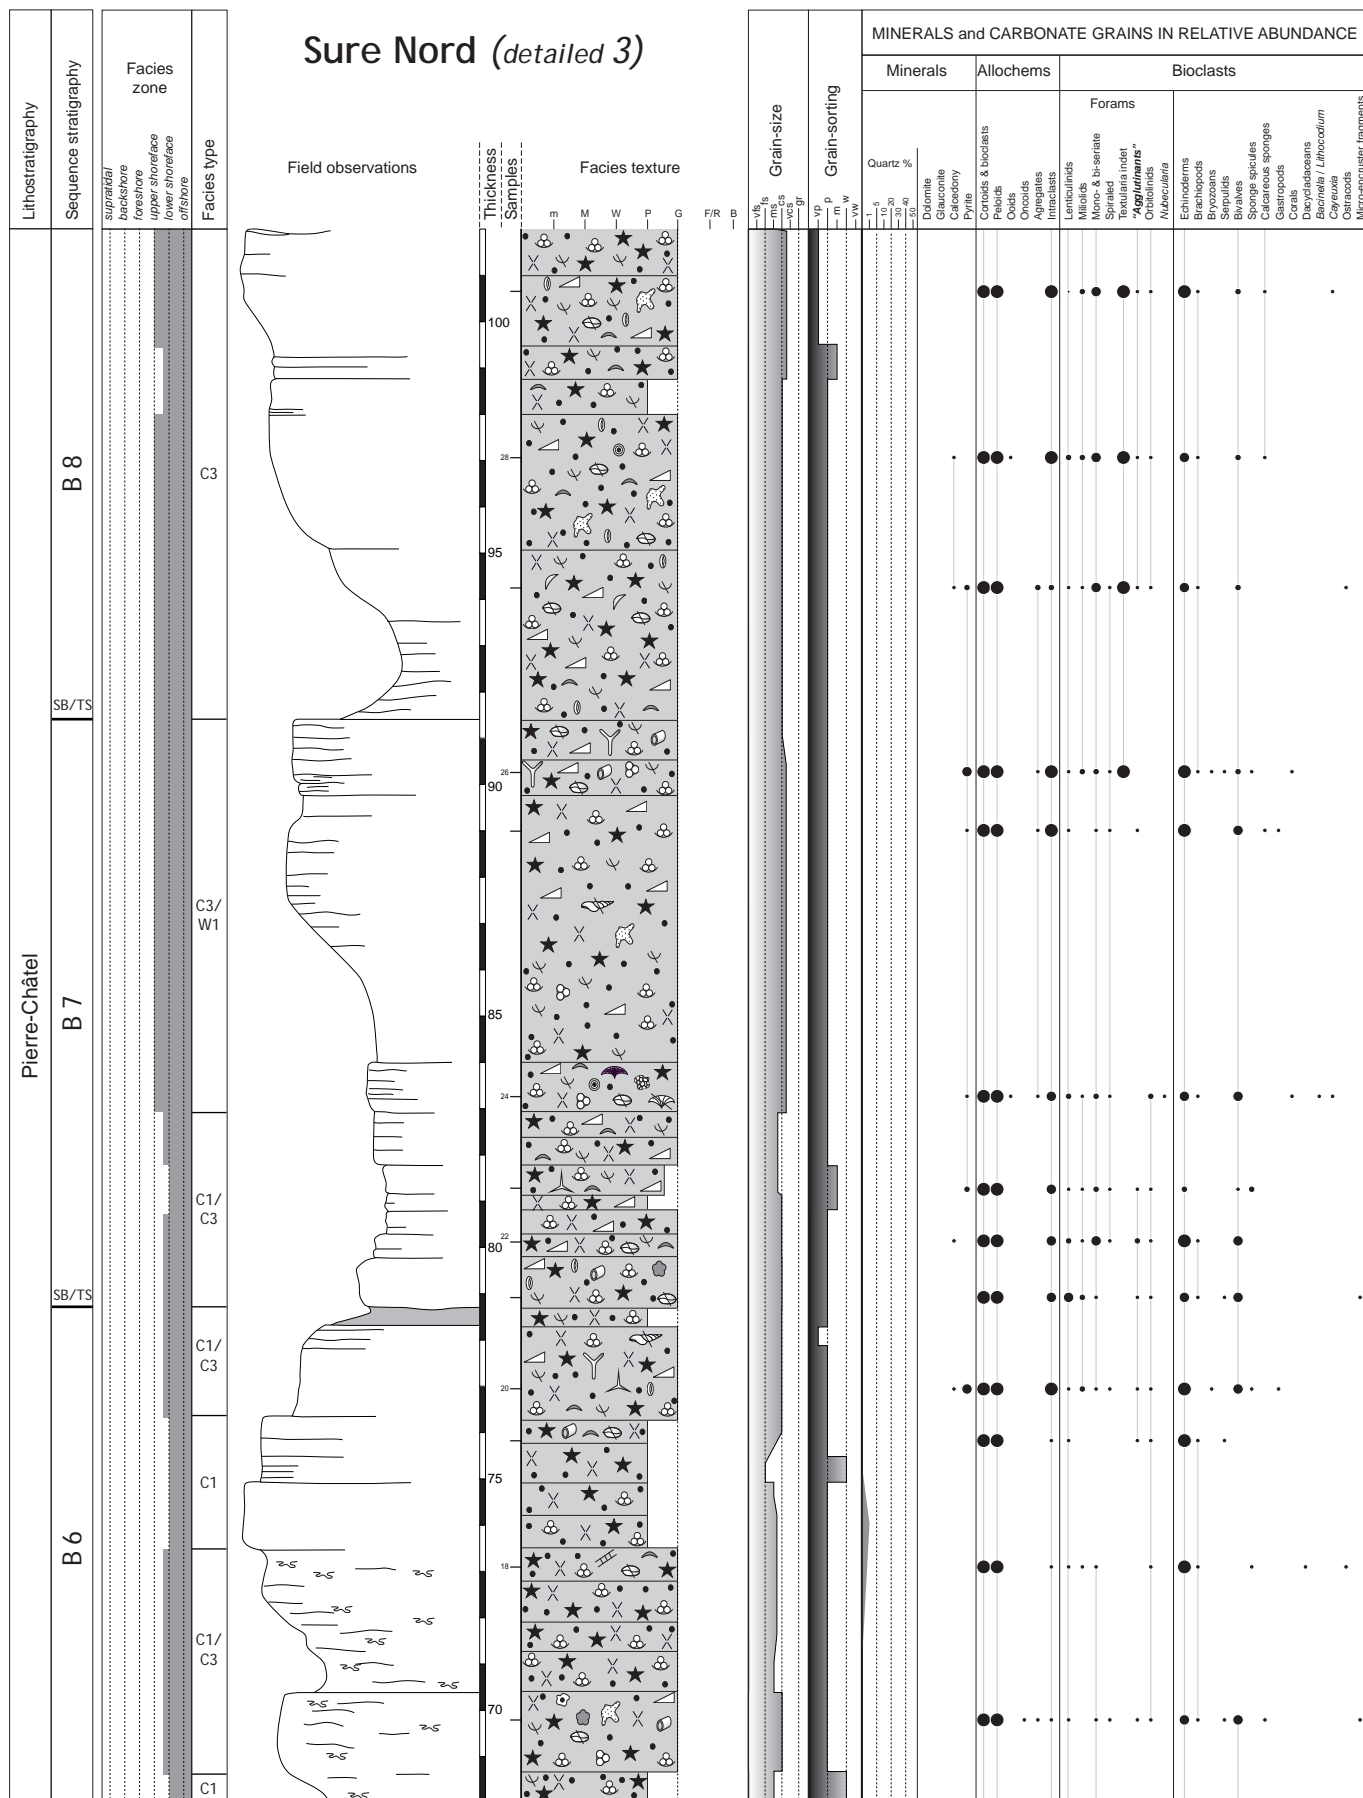 Sure Nord (detailed 3)
MINERALS and CARBONATE GRAINS IN RELATIVE ABUNDANCE
Minerals
Allochems
Bioclasts
Forams
Lithostratigraphy
Sequence stratigraphy
Facies
zone
supratidal
backshore
foreshore
upper shoreface
lower shoreface
offshore
Facies type
Field observations
Thickness
Samples
Facies texture
m M W P G F/R B
Grain-size
vfs fs ms cs vcs gr
Grain-sorting
vp p m w vw
Quartz %
1 5 10 20 30 40 50
Dolomite
Glauconite
Calcedony
Pyrite
Cortoids & bioclasts
Peloids
Ooids
Oncoids
Agregates
Intraclasts
Lenticulinids
Miliolids
Mono- & bi-seriate
Spiraled
Textularia indet
"Agglutinants"
Orbitolinids
Nubecularia
Echinoderms
Brachiopods
Bryozoans
Serpulids
Bivalves
Sponge spicules
Calcareous sponges
Gastropods
Corals
Dacycladaceans
Bacinella / Lithocodium
Cayeuxia
Ostracods
Micro-encruster fragments
Pierre-Châtel
B 8
SB/TS
B 7
SB/TS
B 6
C3
C3/
W1
C1/
C3
C1/
C3
C1
C1/
C3
C1
100
95
90
85
80
75
70
28
26
24
22
20
18